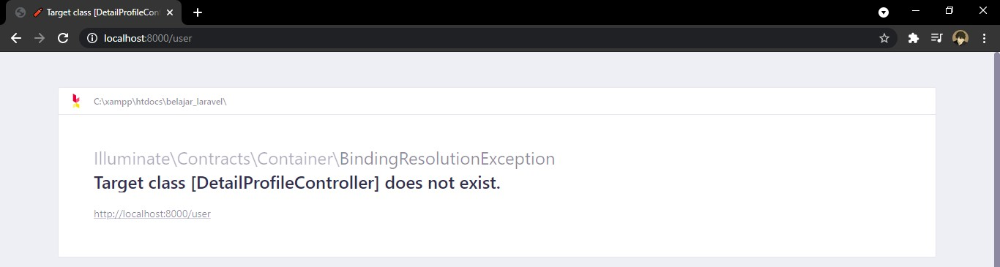 Target class [DetailProfileCon
localhost:8000/user
C:\xampp\htdocs\belajar_laravel\
Illuminate\Contracts\Container\BindingResolutionException
Target class [DetailProfileController] does not exist.
http://localhost:8000/user